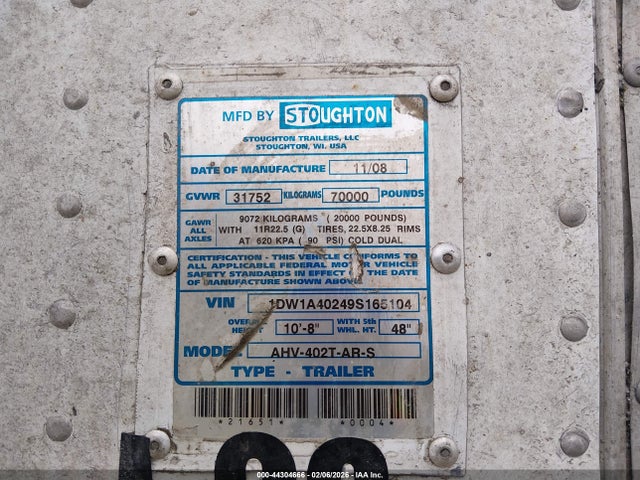 MFD BY STOUGHTON
STOUGHTON TRAILERS, LLC
STOUGHTON, WI. USA
DATE OF MANUFACTURE 11/08
GVWR 31752 KILOGRAMS 70000 POUNDS
GAWR ALL AXLES
9072 KILOGRAMS ( 20000 POUNDS)
WITH 11R22.5 (G) TIRES, 22.5X8.25 RIMS
AT 620 KPA ( 90 PSI) COLD DUAL
CERTIFICATION - THIS VEHICLE CONFORMS TO
ALL APPLICABLE FEDERAL MOTOR VEHICLE
SAFETY STANDARDS IN EFFECT ON THE DATE
OF MANUFACTURE SHOWN ABOVE
VIN 1DW1A40249S165104
OVERALL HEIGHT 10'-8" WITH 5th WHL. HT. 48"
MODEL AHV-402T-AR-S
TYPE - TRAILER
*21651* *0004*
000-44304666 - 02/06/2026 - Copyright © 2026, IAA, Inc.